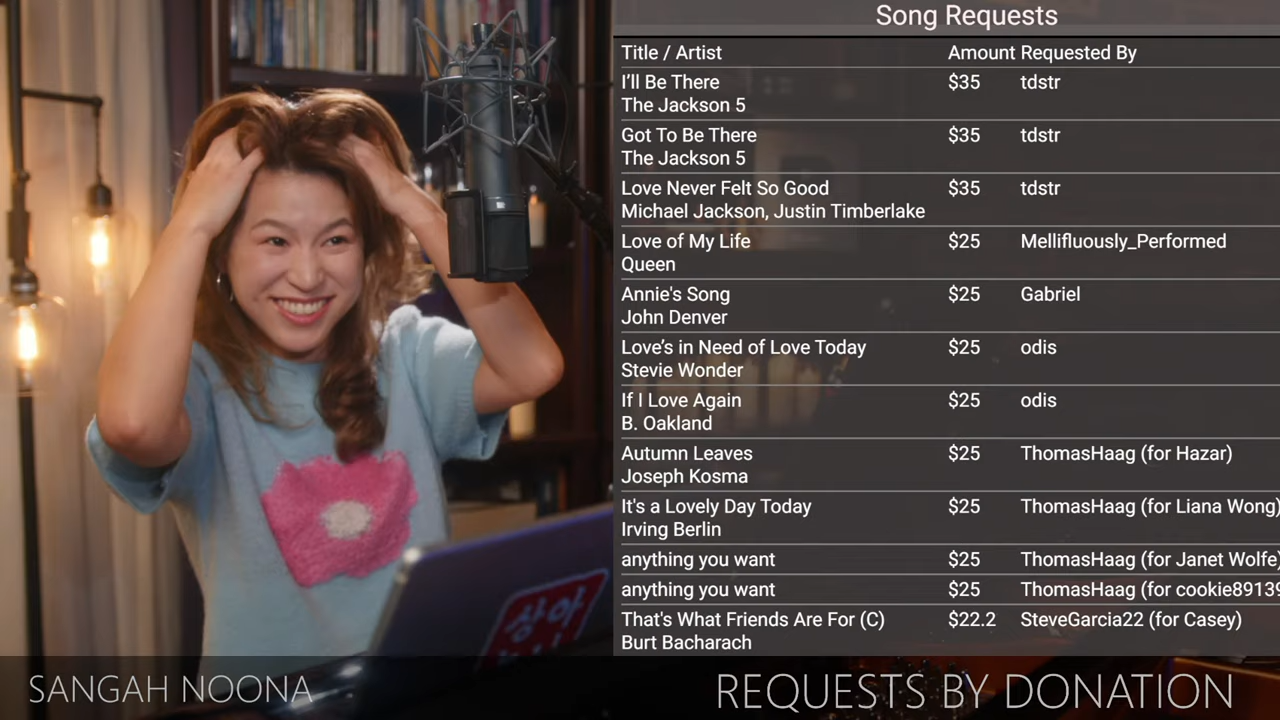 Song Requests
Title / Artist Amount Requested By
I'll Be There $35 tdstr
The Jackson 5
Got To Be There $35 tdstr
The Jackson 5
Love Never Felt So Good $35 tdstr
Michael Jackson, Justin Timberlake
Love of My Life $25 Mellifluously_Performed
Queen
Annie's Song $25 Gabriel
John Denver
Love's in Need of Love Today $25 odis
Stevie Wonder
If I Love Again $25 odis
B. Oakland
Autumn Leaves $25 ThomasHaag (for Hazar)
Joseph Kosma
It's a Lovely Day Today $25 ThomasHaag (for Liana Wong)
Irving Berlin
anything you want $25 ThomasHaag (for Janet Wolfe)
anything you want $25 ThomasHaag (for cookie89139
That's What Friends Are For (C) $22.2 SteveGarcia22 (for Casey)
Burt Bacharach
상아
SANGAH NOONA
REQUESTS BY DONATION